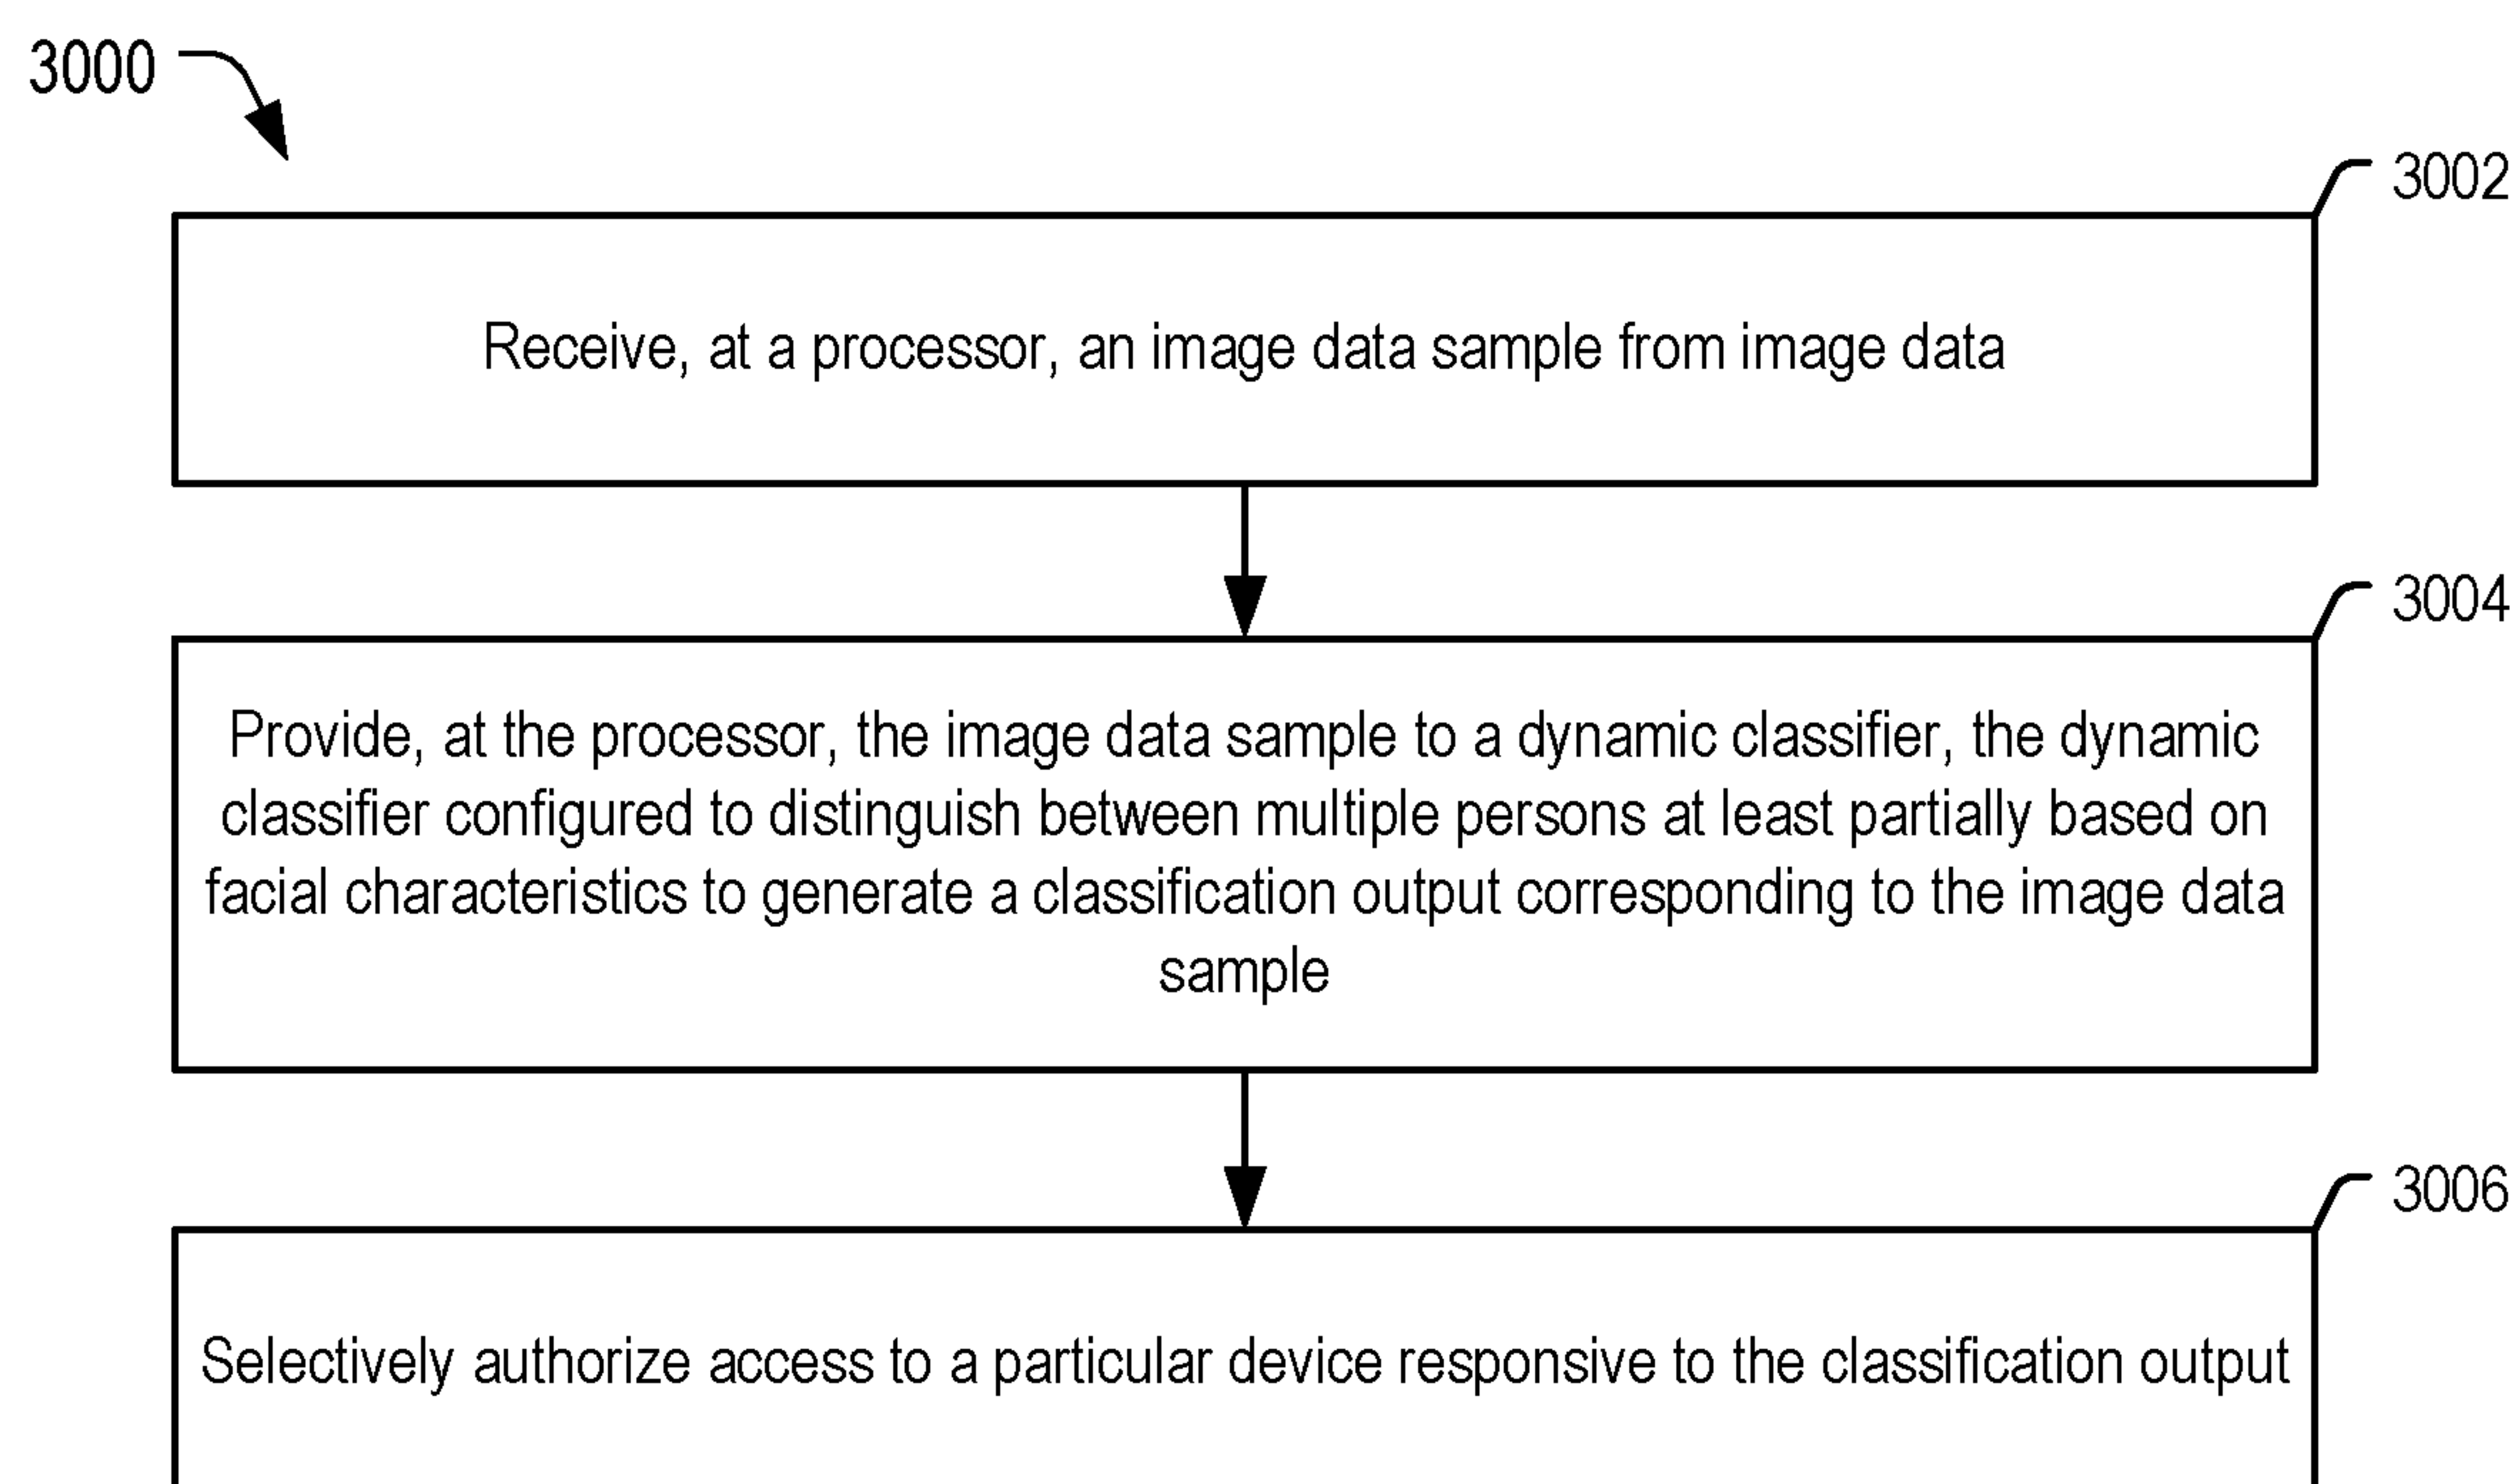 3000
3002
Receive, at a processor, an image data sample from image data
3004
Provide, at the processor, the image data sample to a dynamic classifier, the dynamic
classifier configured to distinguish between multiple persons at least partially based on
facial characteristics to generate a classification output corresponding to the image data
sample
3006
Selectively authorize access to a particular device responsive to the classification output